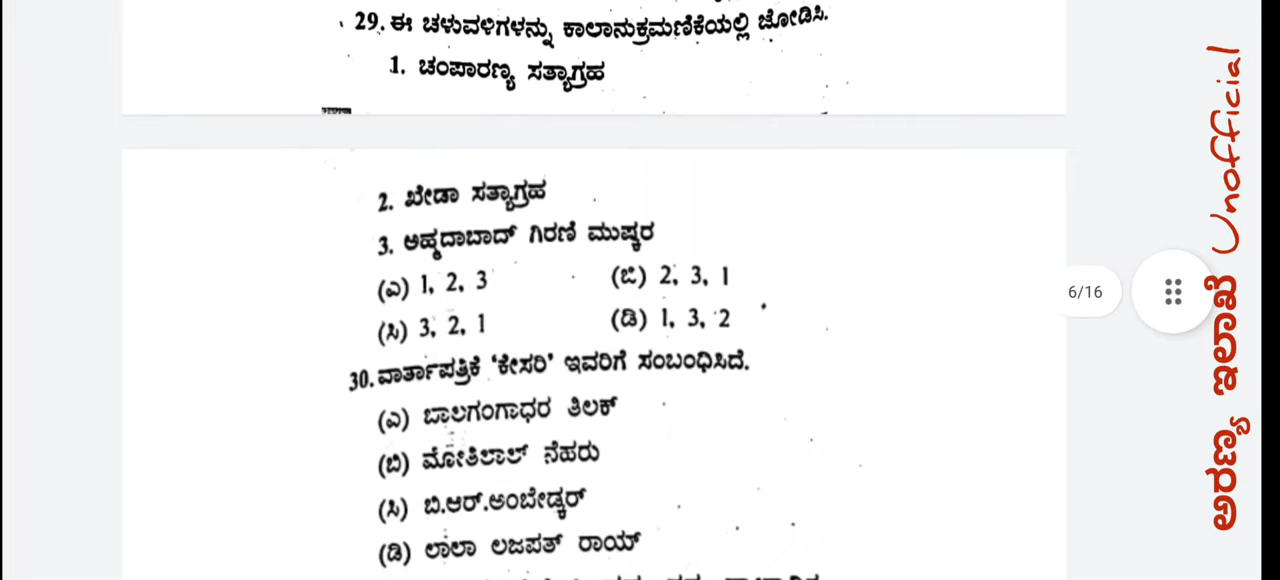 29. ಈ ಚಳುವಳಿಗಳನ್ನು ಕಾಲಾನುಕ್ರಮಣಿಕೆಯಲ್ಲಿ ಜೋಡಿಸಿ.
1. ಚಂಪಾರಣ್ಯ ಸತ್ಯಾಗ್ರಹ
2. ಖೇಡಾ ಸತ್ಯಾಗ್ರಹ
3. ಅಹ್ಮದಾಬಾದ್ ಗಿರಣಿ ಮುಷ್ಕರ
(ಎ) 1, 2, 3 (ಬಿ) 2, 3, 1
(ಸಿ) 3, 2, 1 (ಡಿ) 1, 3, 2
30. ವಾರ್ತಾಪತ್ರಿಕೆ 'ಕೇಸರಿ' ಇವರಿಗೆ ಸಂಬಂಧಿಸಿದೆ.
(ಎ) ಬಾಲಗಂಗಾಧರ ತಿಲಕ್
(ಬಿ) ಮೋತಿಲಾಲ್ ನೆಹರು
(ಸಿ) ಬಿ.ಆರ್.ಅಂಬೇಡ್ಕರ್
(ಡಿ) ಲಾಲಾ ಲಜಪತ್ ರಾಯ್
6/16
ಅರಣ್ಯ ಇಲಾಖೆ Unofficial